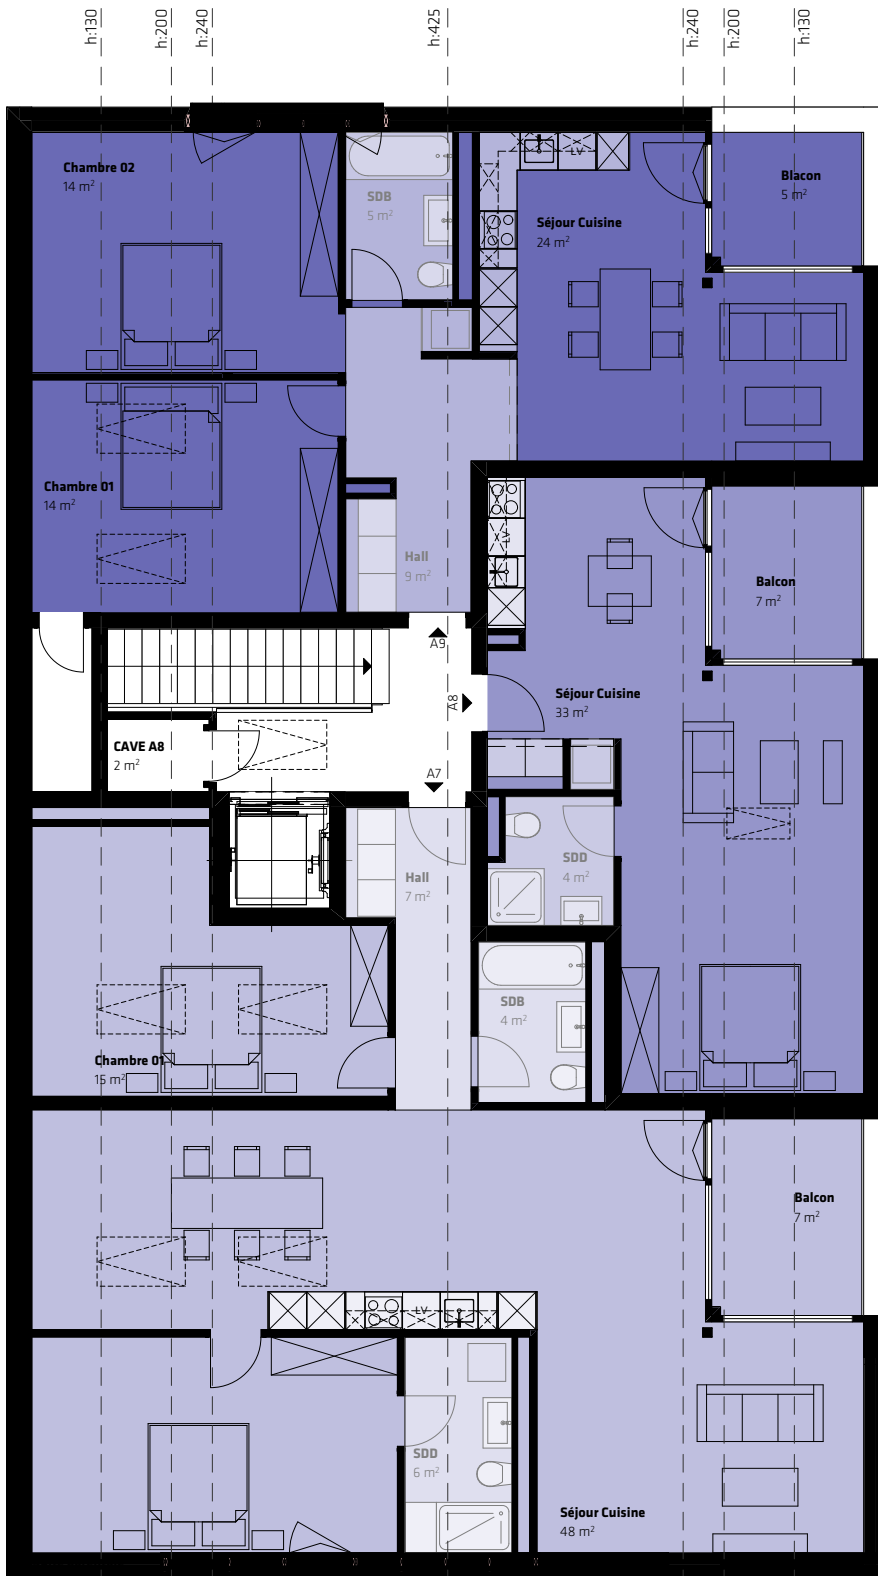 h:130
h:200
h:240
h:425
h:240
h:200
h:130
Chambre 02
14 m²
SDB
5 m²
LV
Séjour Cuisine
24 m²
Blacon
5 m²
Chambre 01
14 m²
Hall
9 m²
LV
Balcon
7 m²
A9
A8
Séjour Cuisine
33 m²
CAVE A8
2 m²
A7
Hall
7 m²
SDD
4 m²
SDB
4 m²
Chambre 01
15 m²
Balcon
7 m²
LV
SDD
6 m²
Séjour Cuisine
48 m²